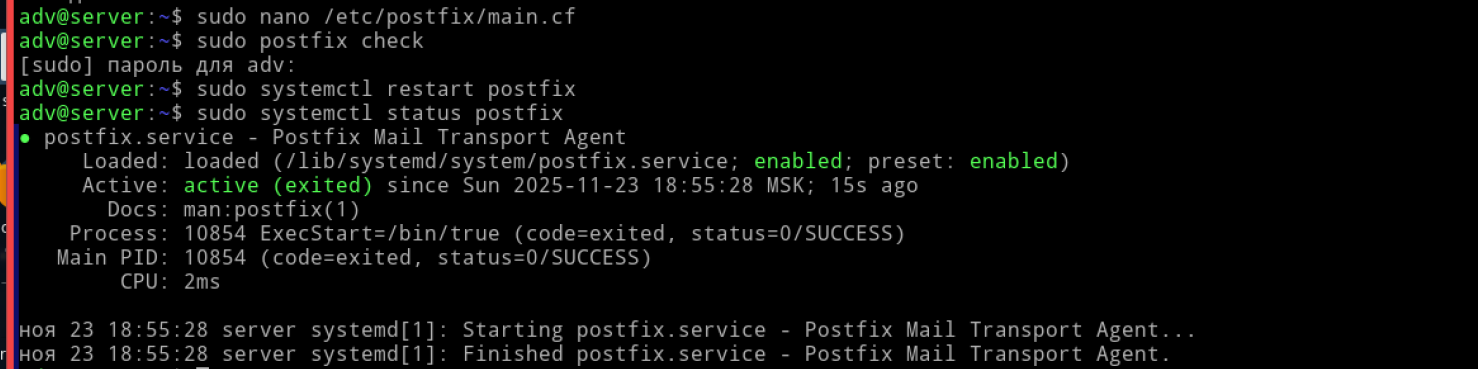 adv@server:~$ sudo nano /etc/postfix/main.cf
adv@server:~$ sudo postfix check
[sudo] пароль для adv:
adv@server:~$ sudo systemctl restart postfix
adv@server:~$ sudo systemctl status postfix
● postfix.service - Postfix Mail Transport Agent
Loaded: loaded (/lib/systemd/system/postfix.service; enabled; preset: enabled)
Active: active (exited) since Sun 2025-11-23 18:55:28 MSK; 15s ago
Docs: man:postfix(1)
Process: 10854 ExecStart=/bin/true (code=exited, status=0/SUCCESS)
Main PID: 10854 (code=exited, status=0/SUCCESS)
CPU: 2ms
ноя 23 18:55:28 server systemd[1]: Starting postfix.service - Postfix Mail Transport Agent...
ноя 23 18:55:28 server systemd[1]: Finished postfix.service - Postfix Mail Transport Agent.